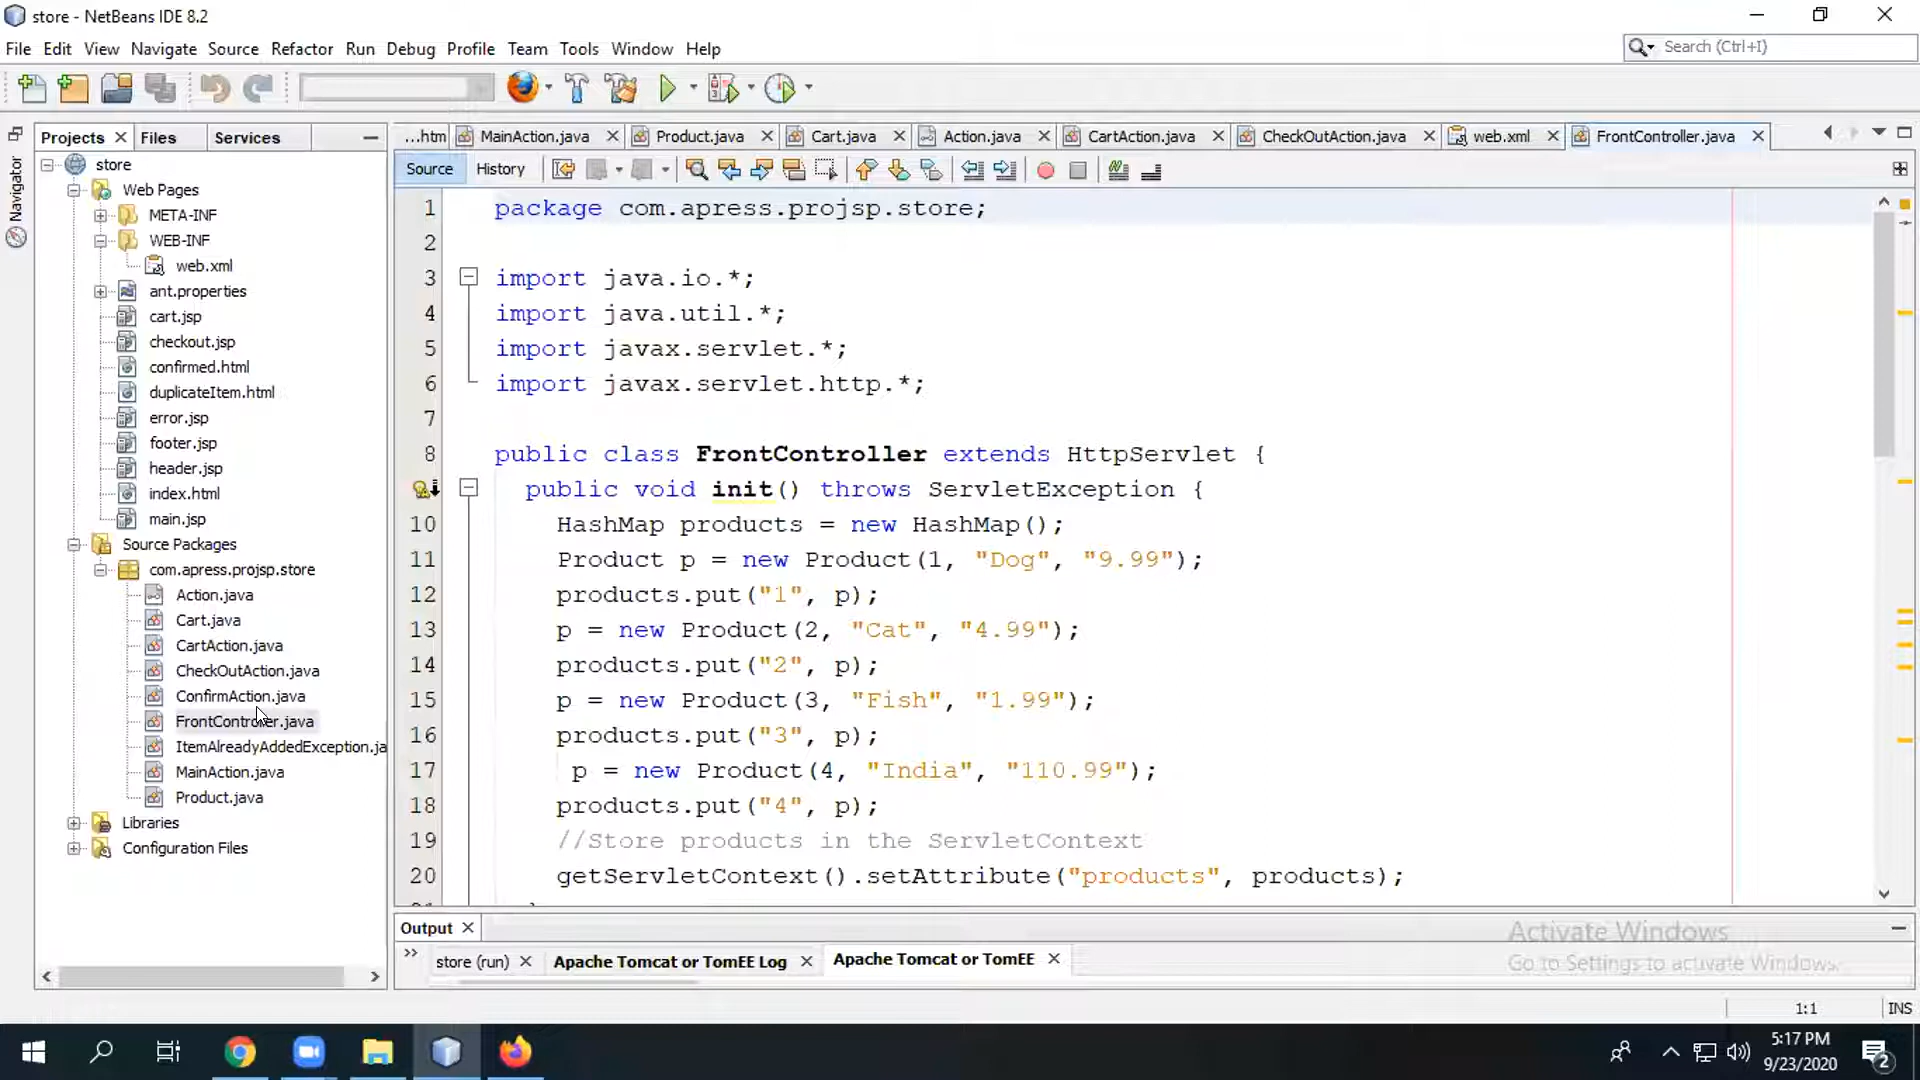 store - NetBeans IDE 8.2
File Edit View Navigate Source Refactor Run Debug Profile Team Tools Window Help
Search (Ctrl+I)
Projects Files Services
...htm MainAction.java Product.java Cart.java Action.java CartAction.java CheckOutAction.java web.xml FrontController.java
Source History
Navigator
store
Web Pages
META-INF
WEB-INF
web.xml
ant.properties
cart.jsp
checkout.jsp
confirmed.html
duplicateItem.html
error.jsp
footer.jsp
header.jsp
index.html
main.jsp
Source Packages
com.apress.projsp.store
Action.java
Cart.java
CartAction.java
CheckOutAction.java
ConfirmAction.java
FrontController.java
ItemAlreadyAddedException.ja
MainAction.java
Product.java
Libraries
Configuration Files
1 package com.apress.projsp.store;
2
3 import java.io.*;
4 import java.util.*;
5 import javax.servlet.*;
6 import javax.servlet.http.*;
7
8 public class FrontController extends HttpServlet {
public void init() throws ServletException {
10 HashMap products = new HashMap();
11 Product p = new Product(1, "Dog", "9.99");
12 products.put("1", p);
13 p = new Product(2, "Cat", "4.99");
14 products.put("2", p);
15 p = new Product(3, "Fish", "1.99");
16 products.put("3", p);
17 p = new Product(4, "India", "110.99");
18 products.put("4", p);
19 //Store products in the ServletContext
20 getServletContext().setAttribute("products", products);
Output
store (run) Apache Tomcat or TomEE Log Apache Tomcat or TomEE
Activate Windows
Go to Settings to activate Windows.
1:1 INS
5:17 PM
9/23/2020
2